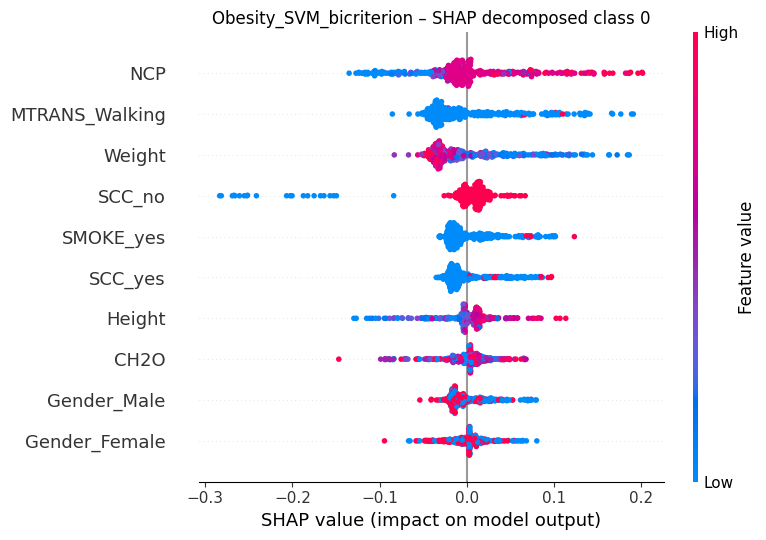 Obesity_SVM_bicriterion – SHAP decomposed class 0
High
NCP
MTRANS_Walking
Weight
SCC_no
SMOKE_yes
SCC_yes
Height
CH2O
Gender_Male
Gender_Female
Feature value
Low
−0.3 −0.2 −0.1 0.0 0.1 0.2
SHAP value (impact on model output)